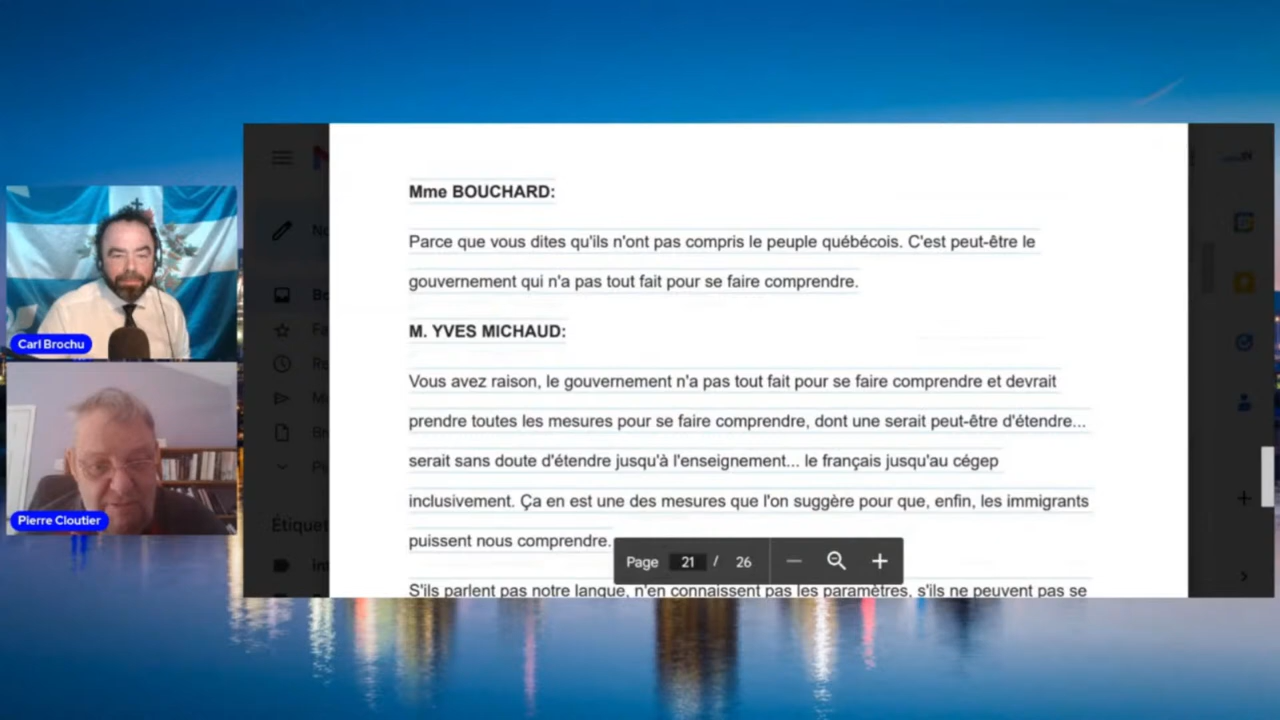 Mme BOUCHARD:
Parce que vous dites qu'ils n'ont pas compris le peuple québécois. C'est peut-être le
gouvernement qui n'a pas tout fait pour se faire comprendre.
M. YVES MICHAUD:
Vous avez raison, le gouvernement n'a pas tout fait pour se faire comprendre et devrait
prendre toutes les mesures pour se faire comprendre, dont une serait peut-être d'étendre...
serait sans doute d'étendre jusqu'à l'enseignement... le français jusqu'au cégep
inclusivement. Ça en est une des mesures que l'on suggère pour que, enfin, les immigrants
puissent nous comprendre.
S'ils parlent pas notre langue, n'en connaissent pas les paramètres, s'ils ne peuvent pas se
Page 21 / 26
Carl Brochu
Pierre Cloutier
Étiquet